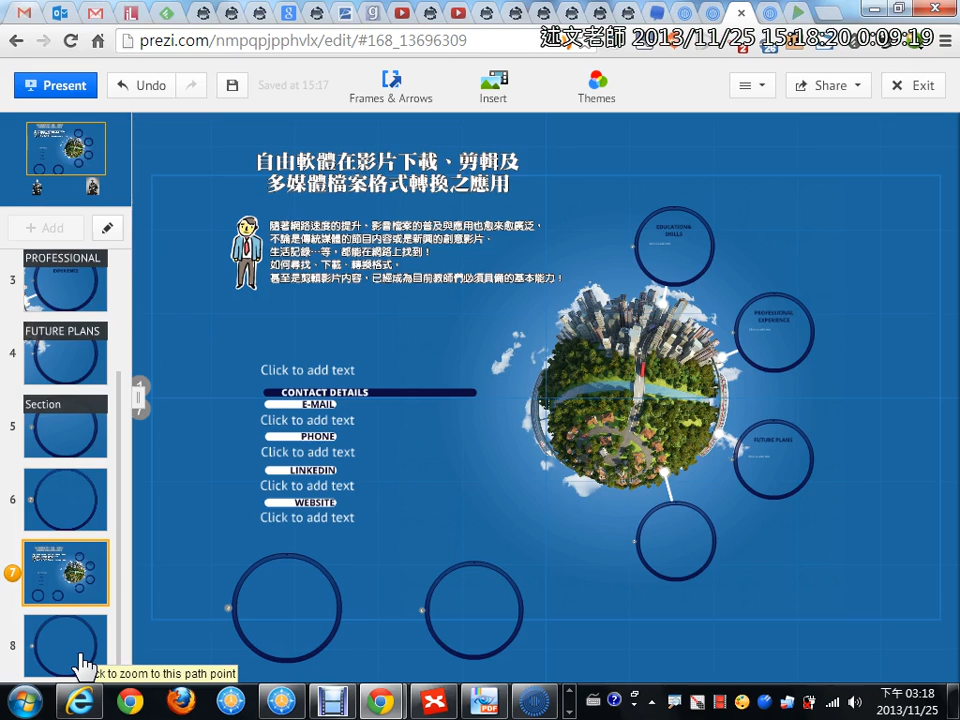 prezi.com/nmpqpjpphvlx/edit/#168_13696309
述文老師 2013/11/25 15:18:20 0:09:19
Present
Undo
Saved at 15:17
Frames & Arrows
Insert
Themes
Share
Exit
自由軟體在影片下載、剪輯及
多媒體檔案格式轉換之應用
隨著網路速度的提升，影音檔案的普及與應用也愈來愈廣泛，
不論是傳統媒體的節目內容或是新興的創意影片，
生活記錄…等，都能在網路上找到！
如何尋找、下載、轉換格式，
甚至是剪輯影片內容，已經成為目前教師們必須具備的基本能力！
Add
PROFESSIONAL
EXPERIENCE
3
FUTURE PLANS
4
Section
5
6
7
8
EDUCATION&
SKILLS
PROFESSIONAL
EXPERIENCE
FUTURE PLANS
Click to add text
CONTACT DETAILS
E-MAIL
Click to add text
PHONE
Click to add text
LINKEDIN
Click to add text
WEBSITE
Click to add text
ck to zoom to this path point
PDF
下午 03:18
2013/11/25